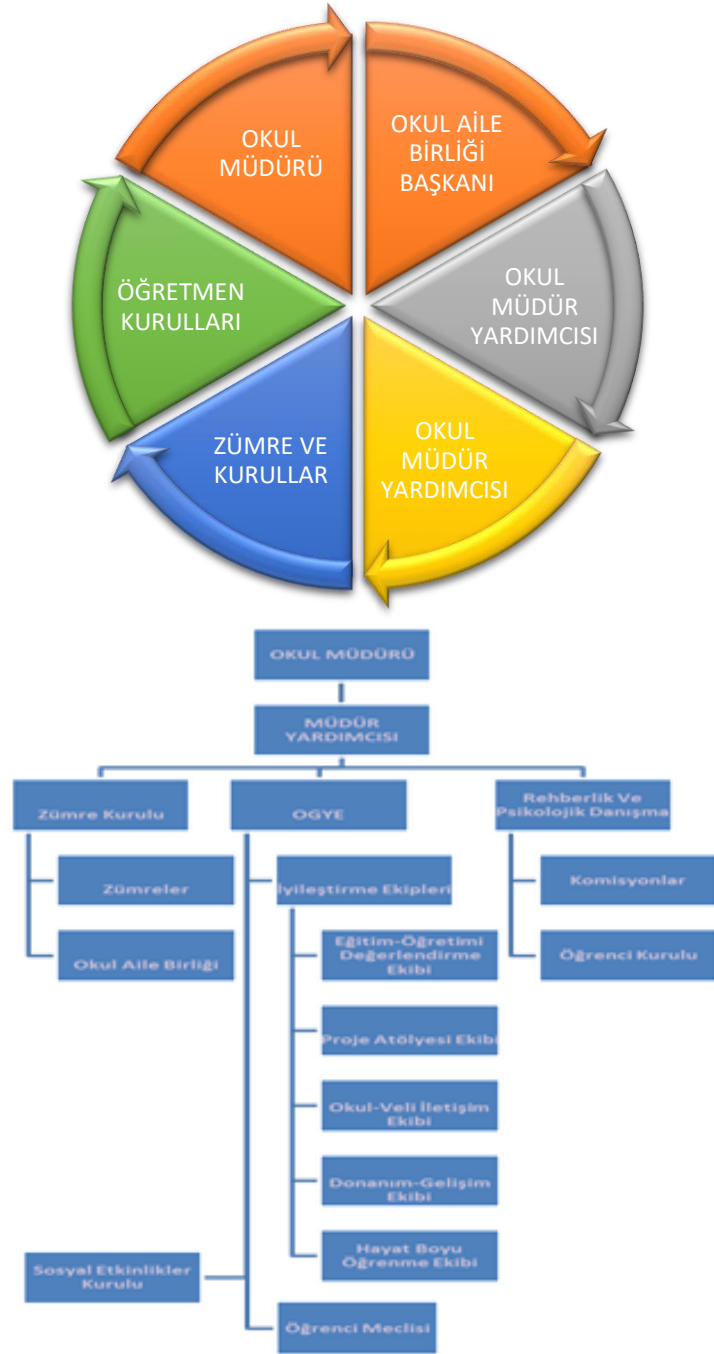 OKUL
MÜDÜRÜ
OKUL AİLE
BİRLİĞİ
BAŞKANI
OKUL
MÜDÜR
YARDIMCISI
OKUL
MÜDÜR
YARDIMCISI
ZÜMRE VE
KURULLAR
ÖĞRETMEN
KURULLARI
OKUL MÜDÜRÜ
MÜDÜR
YARDIMCISI
Zümre Kurulu
OGYE
Rehberlik Ve
Psikolojik Danışma
Zümreler
Okul Aile Birliği
İyileştirme Ekipleri
Komisyonlar
Öğrenci Kurulu
Eğitim-Öğretimi
Değerlendirme
Ekibi
Proje Atölyesi Ekibi
Okul-Veli İletişim
Ekibi
Donanım-Gelişim
Ekibi
Hayat Boyu
Öğrenme Ekibi
Sosyal Etkinlikler
Kurulu
Öğrenci Meclisi